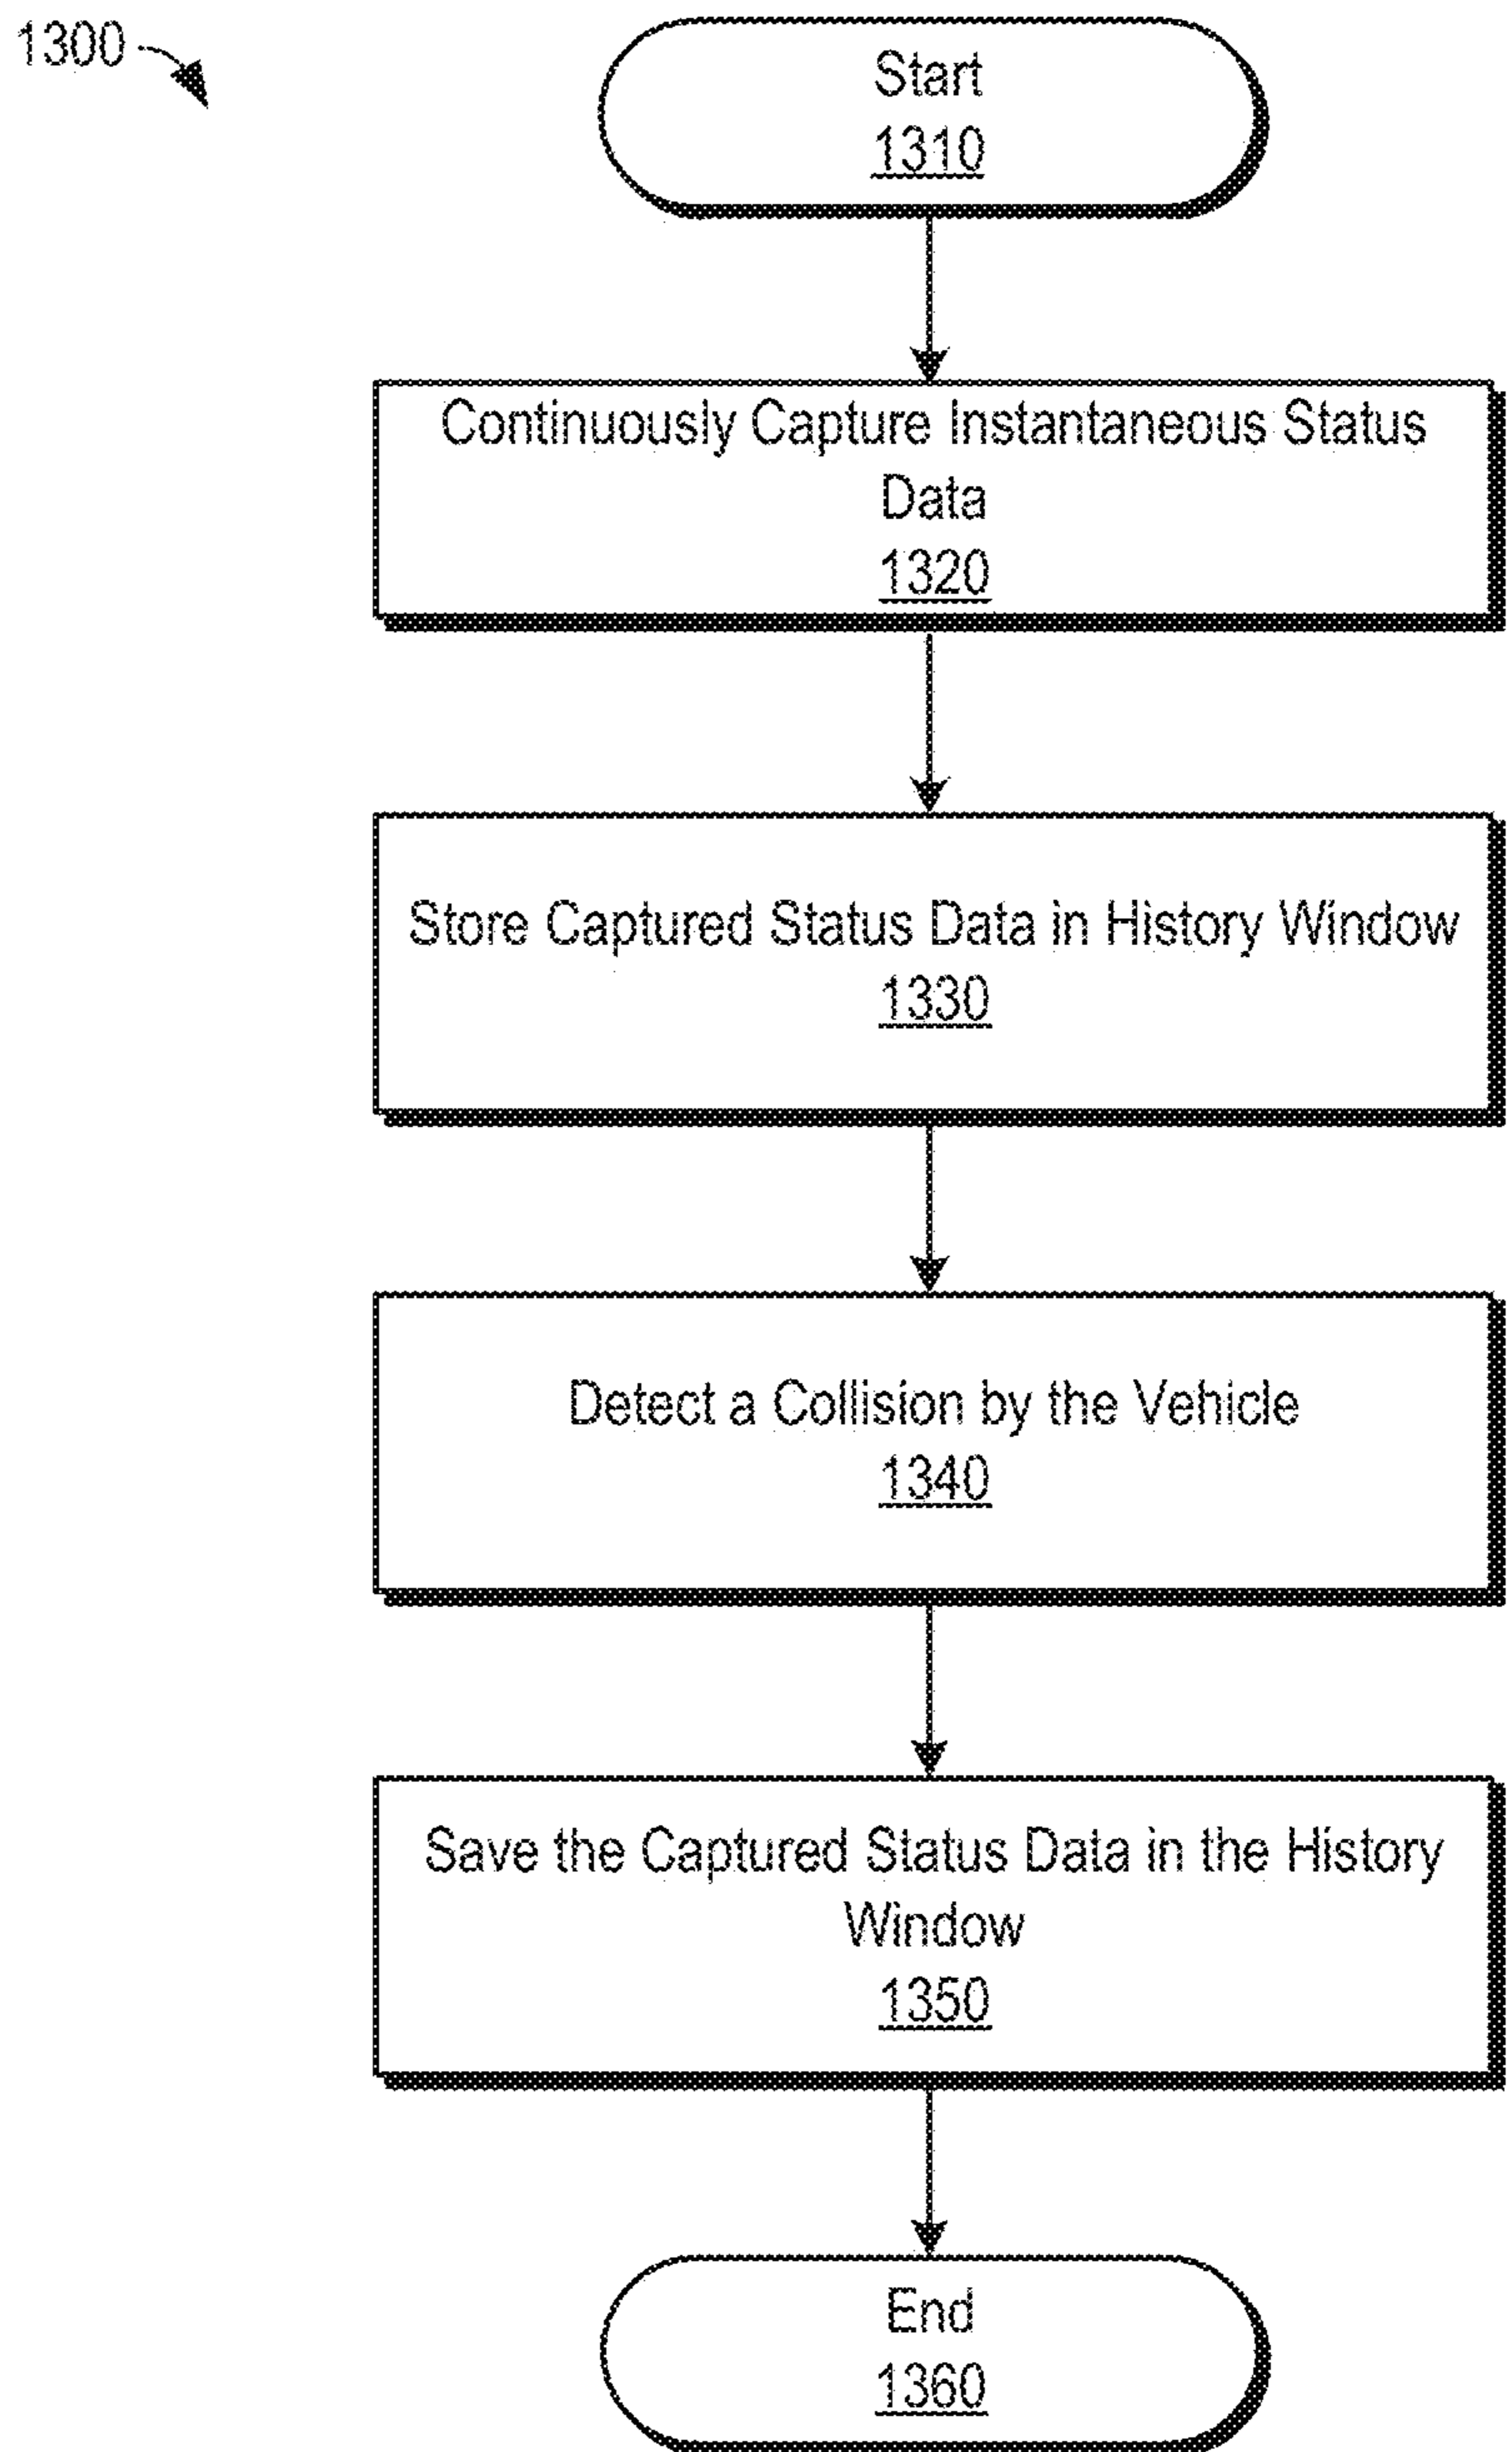 1300
Start
1310
Continuously Capture Instantaneous Status
Data
1320
Store Captured Status Data in History Window
1330
Detect a Collision by the Vehicle
1340
Save the Captured Status Data in the History
Window
1350
End
1360